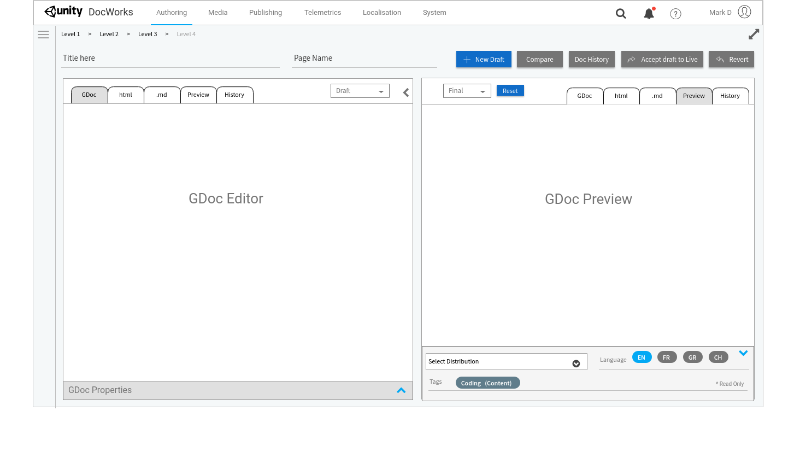 unity DocWorks Authoring Media Publishing Telemetrics Localisation System Mark D
Level 1 > Level 2 > Level 3 > Level 4
Title here Page Name + New Draft Compare Doc History Accept draft to Live Revert
GDoc html .md Preview History Draft Final Reset GDoc html .md Preview History
GDoc Editor
GDoc Preview
Select Distribution Language EN FR GR CH
Tags Coding (Content) * Read Only
GDoc Properties